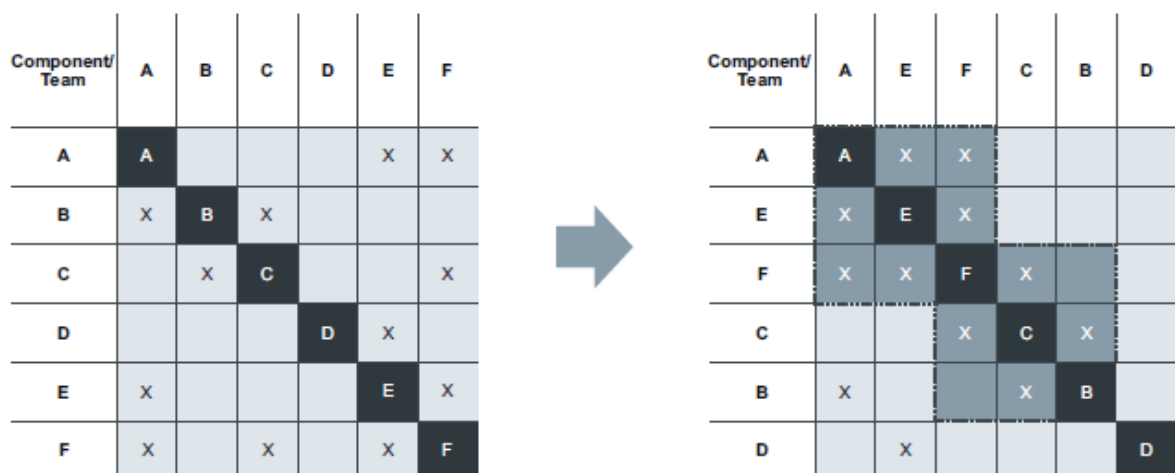 Component/
Team A B C D E F
A A X X
B X B X
C X C X
D D X
E X E X
F X X X F
Component/
Team A E F C B D
A A X X
E X E X
F X X F X
C X C X
B X X B
D X D